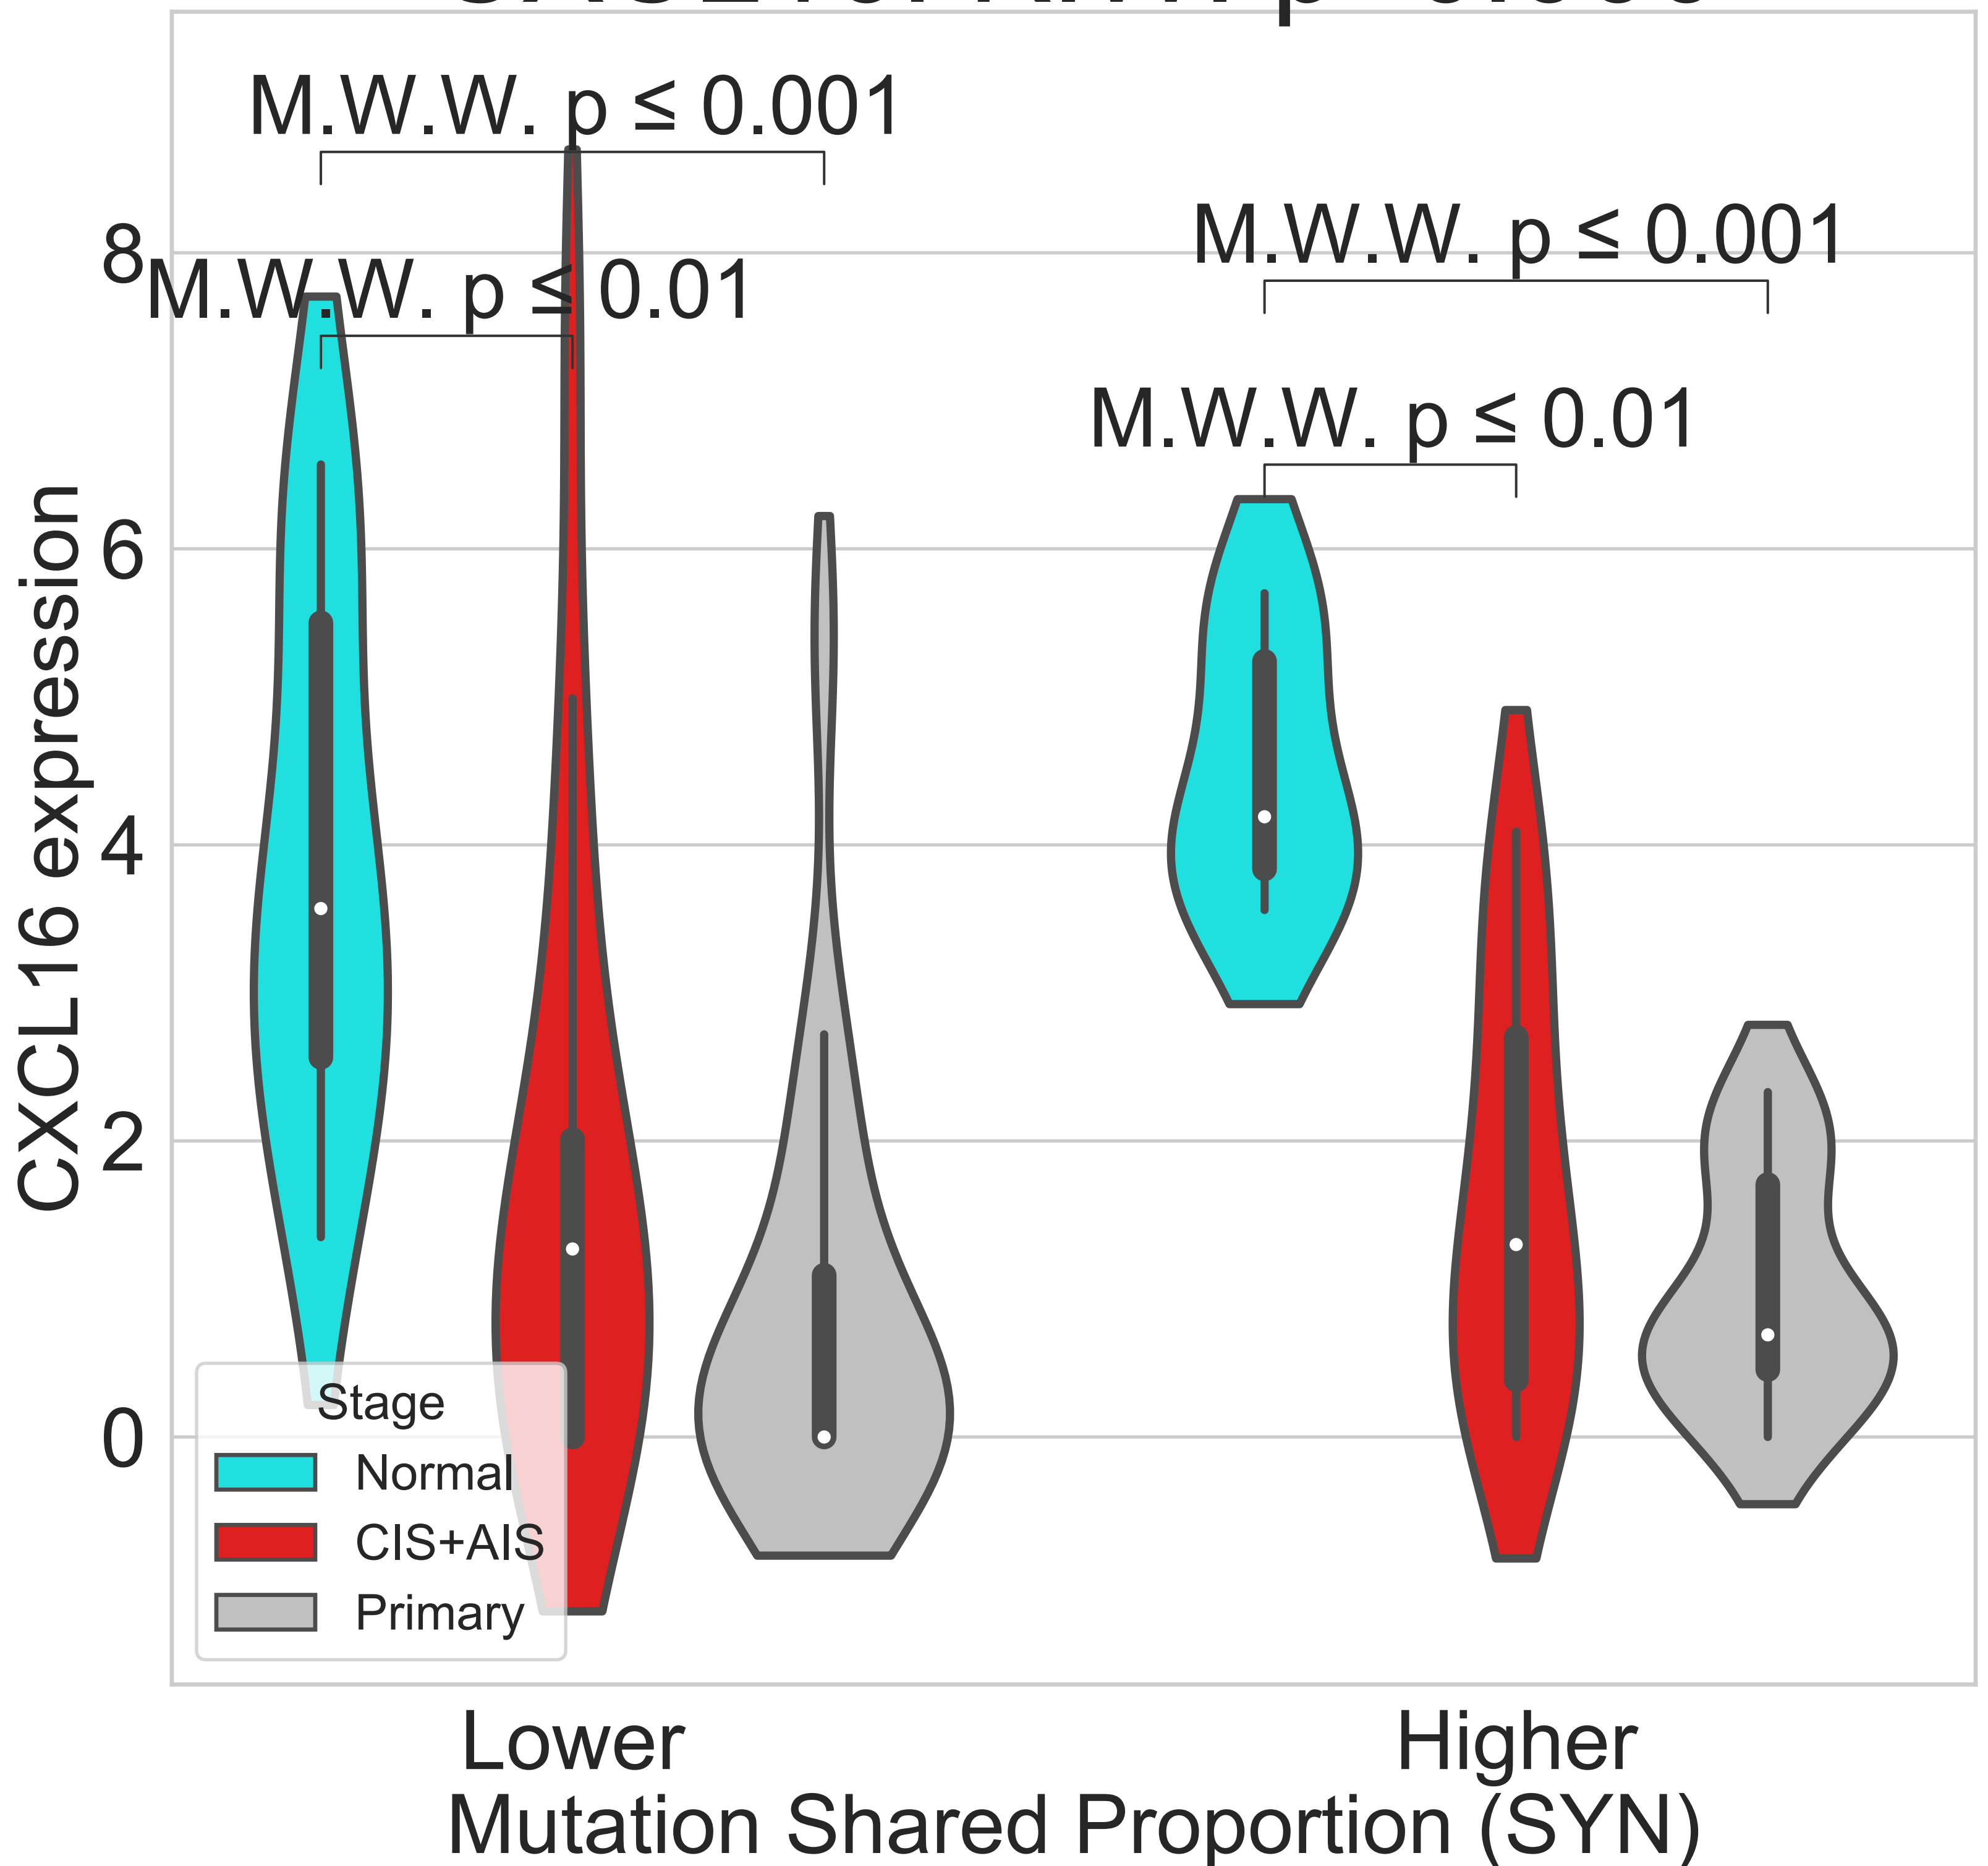 M.W.W. p ≤ 0.001
M.W.W. p ≤ 0.001
M.W.W. p ≤ 0.01
M.W.W. p ≤ 0.01
8
6
4
2
0
CXCL16 expression
Stage
Normal
CIS+AIS
Primary
Lower
Higher
Mutation Shared Proportion (SYN)